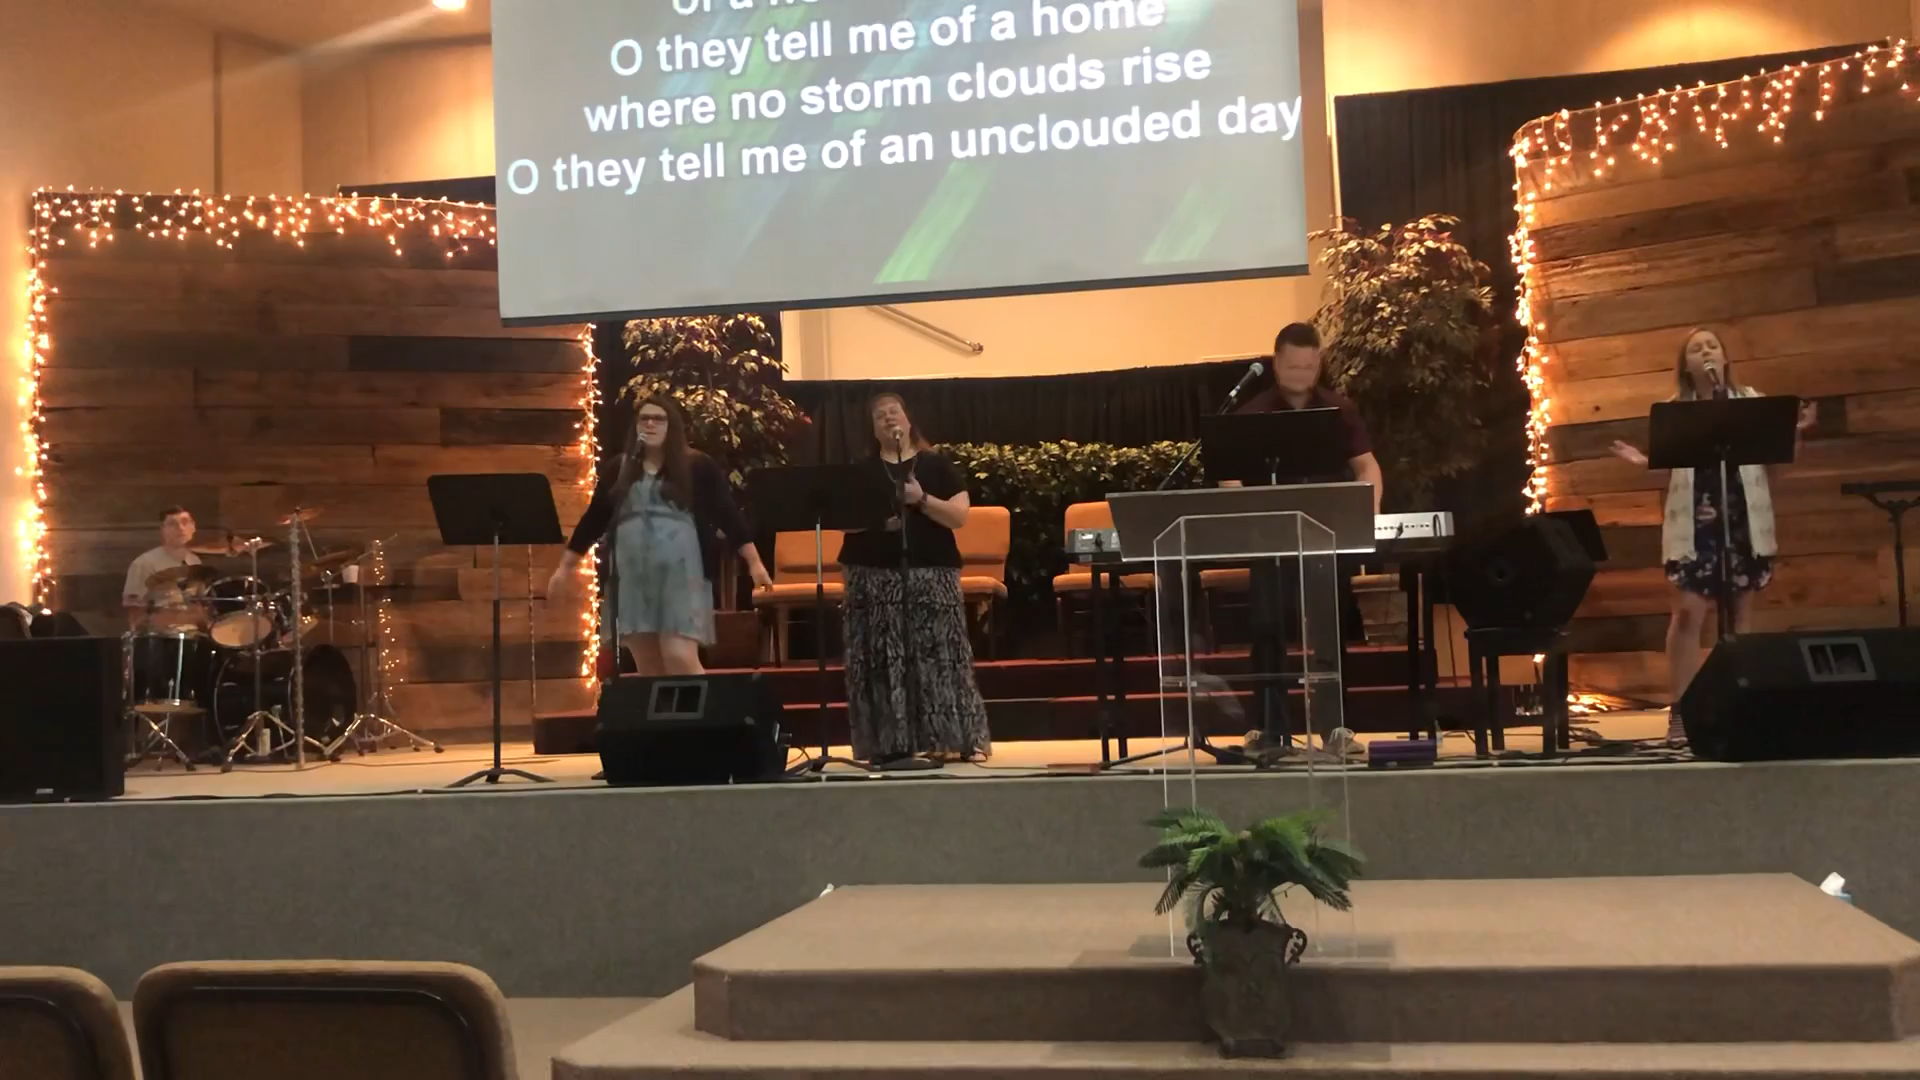 O they tell me of a home
where no storm clouds rise
O they tell me of an unclouded day